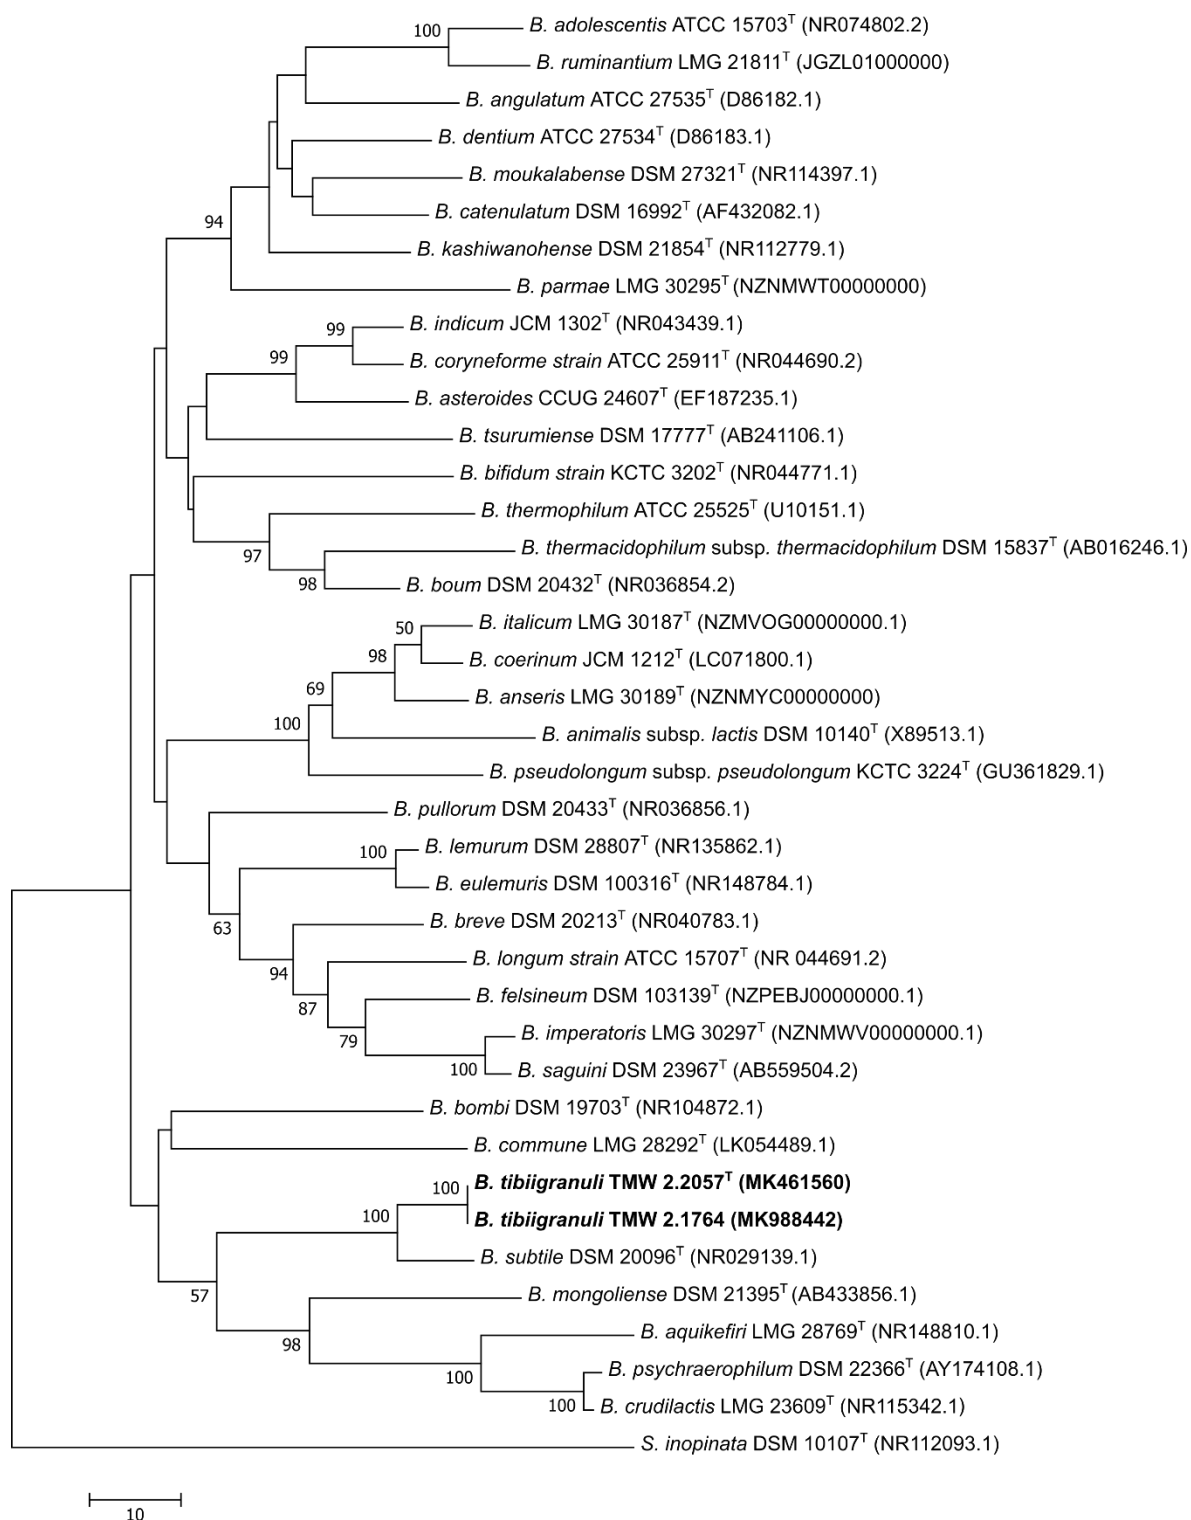 B. adolescentis ATCC 15703ᵀ (NR074802.2)
100
B. ruminantium LMG 21811ᵀ (JGZL01000000)
B. angulatum ATCC 27535ᵀ (D86182.1)
B. dentium ATCC 27534ᵀ (D86183.1)
B. moukalabense DSM 27321ᵀ (NR114397.1)
B. catenulatum DSM 16992ᵀ (AF432082.1)
94
B. kashiwanohense DSM 21854ᵀ (NR112779.1)
B. parmae LMG 30295ᵀ (NZNMWT00000000)
B. indicum JCM 1302ᵀ (NR043439.1)
99
99
B. coryneforme strain ATCC 25911ᵀ (NR044690.2)
B. asteroides CCUG 24607ᵀ (EF187235.1)
B. tsurumiense DSM 17777ᵀ (AB241106.1)
B. bifidum strain KCTC 3202ᵀ (NR044771.1)
B. thermophilum ATCC 25525ᵀ (U10151.1)
97
B. thermacidophilum subsp. thermacidophilum DSM 15837ᵀ (AB016246.1)
98
B. boum DSM 20432ᵀ (NR036854.2)
B. italicum LMG 30187ᵀ (NZMVOG00000000.1)
50
98
B. coerinum JCM 1212ᵀ (LC071800.1)
69
B. anseris LMG 30189ᵀ (NZNMYC00000000)
100
B. animalis subsp. lactis DSM 10140ᵀ (X89513.1)
B. pseudolongum subsp. pseudolongum KCTC 3224ᵀ (GU361829.1)
B. pullorum DSM 20433ᵀ (NR036856.1)
B. lemurum DSM 28807ᵀ (NR135862.1)
100
B. eulemuris DSM 100316ᵀ (NR148784.1)
63
B. breve DSM 20213ᵀ (NR040783.1)
94
B. longum strain ATCC 15707ᵀ (NR 044691.2)
87
B. felsineum DSM 103139ᵀ (NZPEBJ00000000.1)
79
B. imperatoris LMG 30297ᵀ (NZNMWV00000000.1)
100
B. saguini DSM 23967ᵀ (AB559504.2)
B. bombi DSM 19703ᵀ (NR104872.1)
B. commune LMG 28292ᵀ (LK054489.1)
B. tibiigranuli TMW 2.2057ᵀ (MK461560)
100
100
B. tibiigranuli TMW 2.1764 (MK988442)
B. subtile DSM 20096ᵀ (NR029139.1)
57
B. mongoliense DSM 21395ᵀ (AB433856.1)
98
B. aquikefiri LMG 28769ᵀ (NR148810.1)
100
B. psychraerophilum DSM 22366ᵀ (AY174108.1)
100
B. crudilactis LMG 23609ᵀ (NR115342.1)
S. inopinata DSM 10107ᵀ (NR112093.1)
10